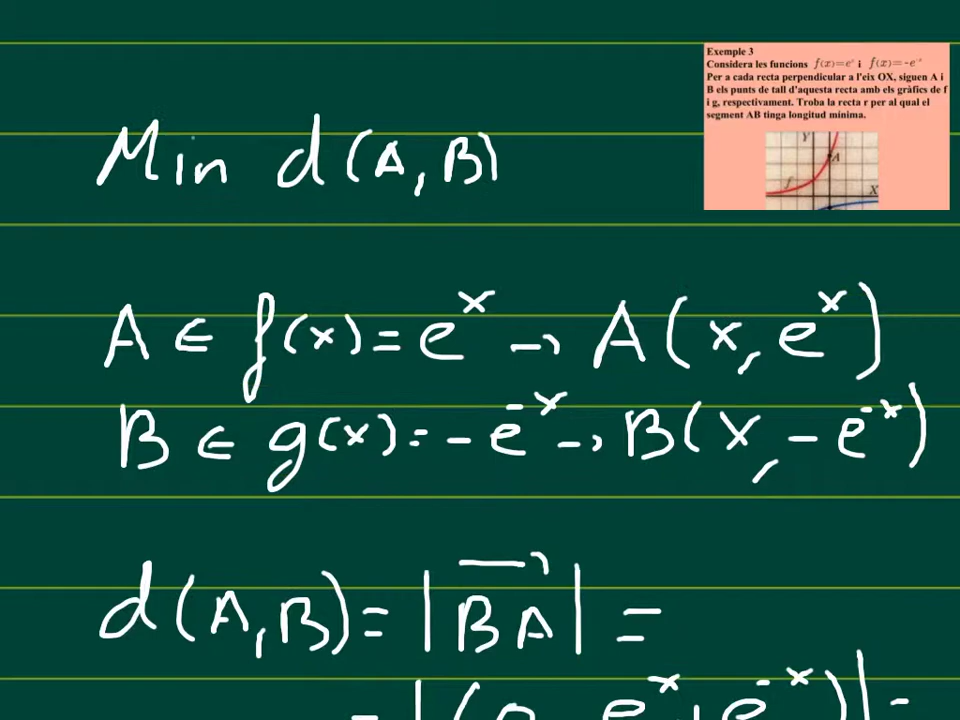 Exemple 3
Considera les funcions f(x)=eˣ i f(x)=-e⁻ˣ
Per a cada recta perpendicular a l'eix OX, siguen A i
B els punts de tall d'aquesta recta amb els gràfics de f
i g, respectivament. Troba la recta r per al qual el
segment AB tinga longitud mínima.
Y
A
f
X
Min d(A,B)
A ∈ f(x) = eˣ → A(x, eˣ)
B ∈ g(x) = -e⁻ˣ → B(x, -e⁻ˣ)
d(A,B) = |BA⃗| =
= |(0, eˣ+e⁻ˣ)| =